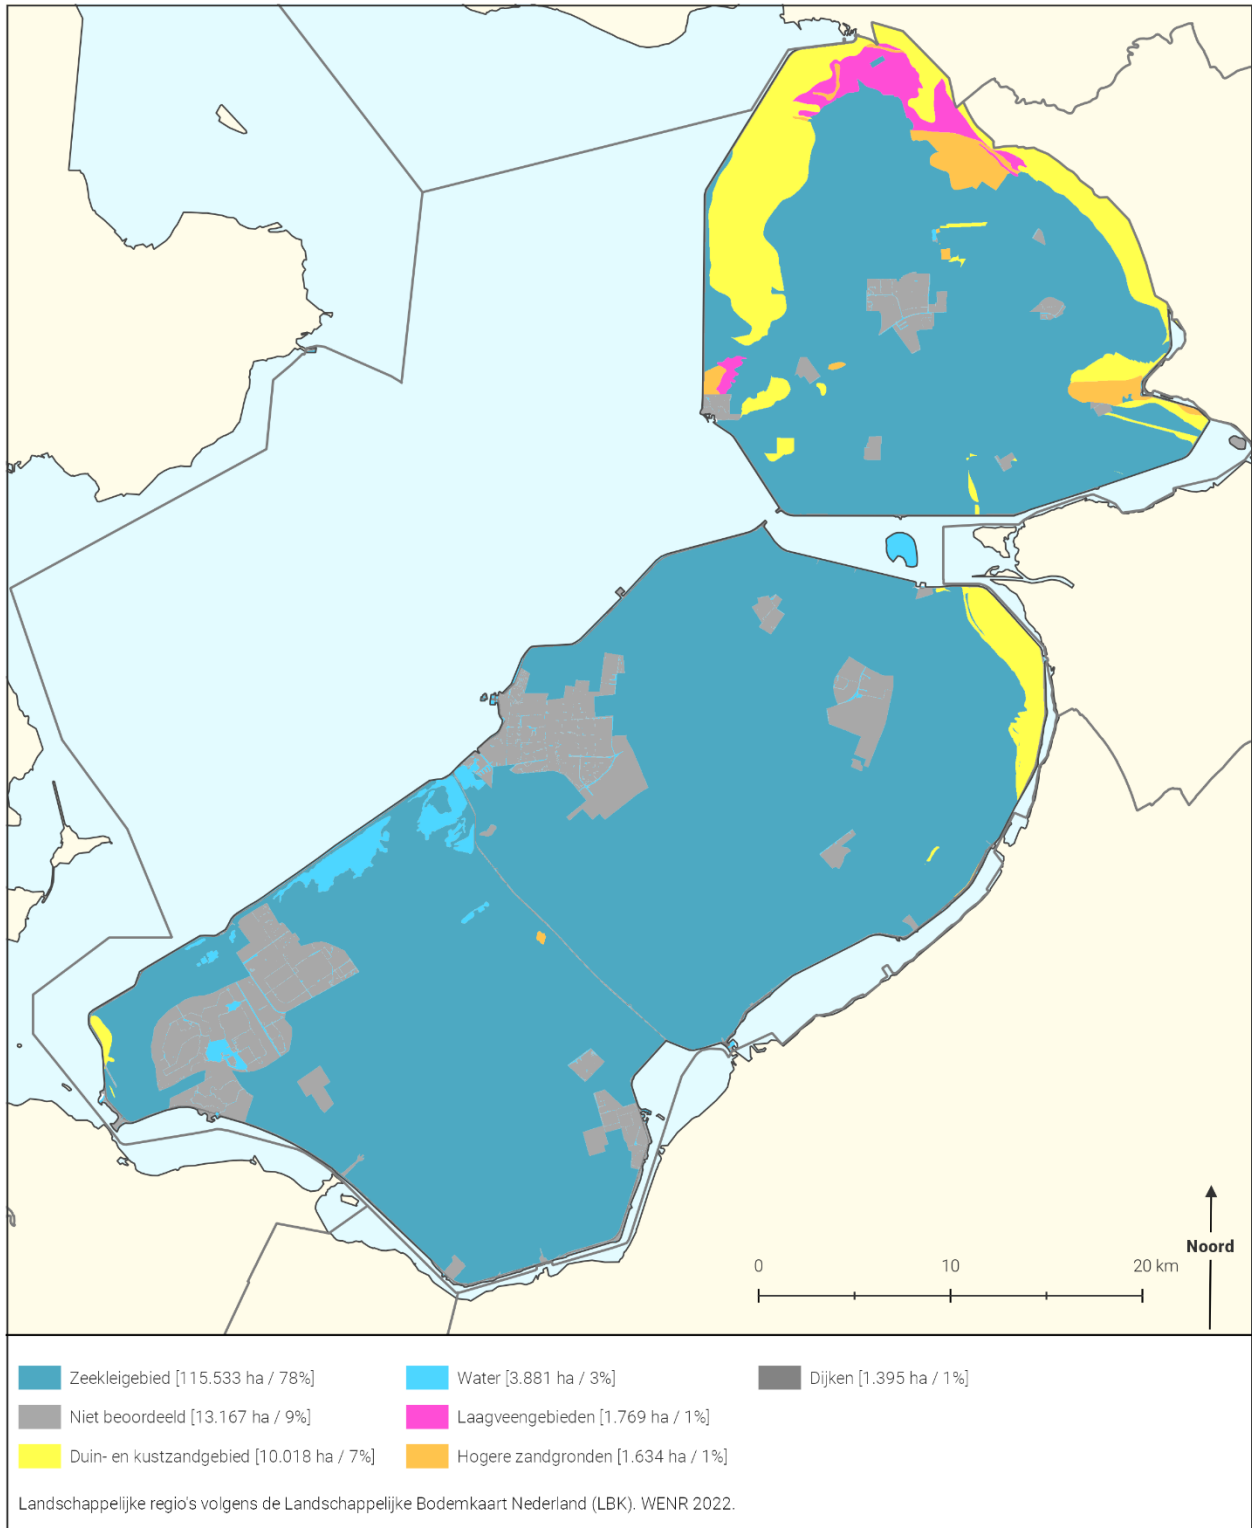 Noord
0 10 20 km
Zeekleigebied [115.533 ha / 78%]
Water [3.881 ha / 3%]
Dijken [1.395 ha / 1%]
Niet beoordeeld [13.167 ha / 9%]
Laagveengebieden [1.769 ha / 1%]
Duin- en kustzandgebied [10.018 ha / 7%]
Hogere zandgronden [1.634 ha / 1%]
Landschappelijke regio's volgens de Landschappelijke Bodemkaart Nederland (LBK). WENR 2022.